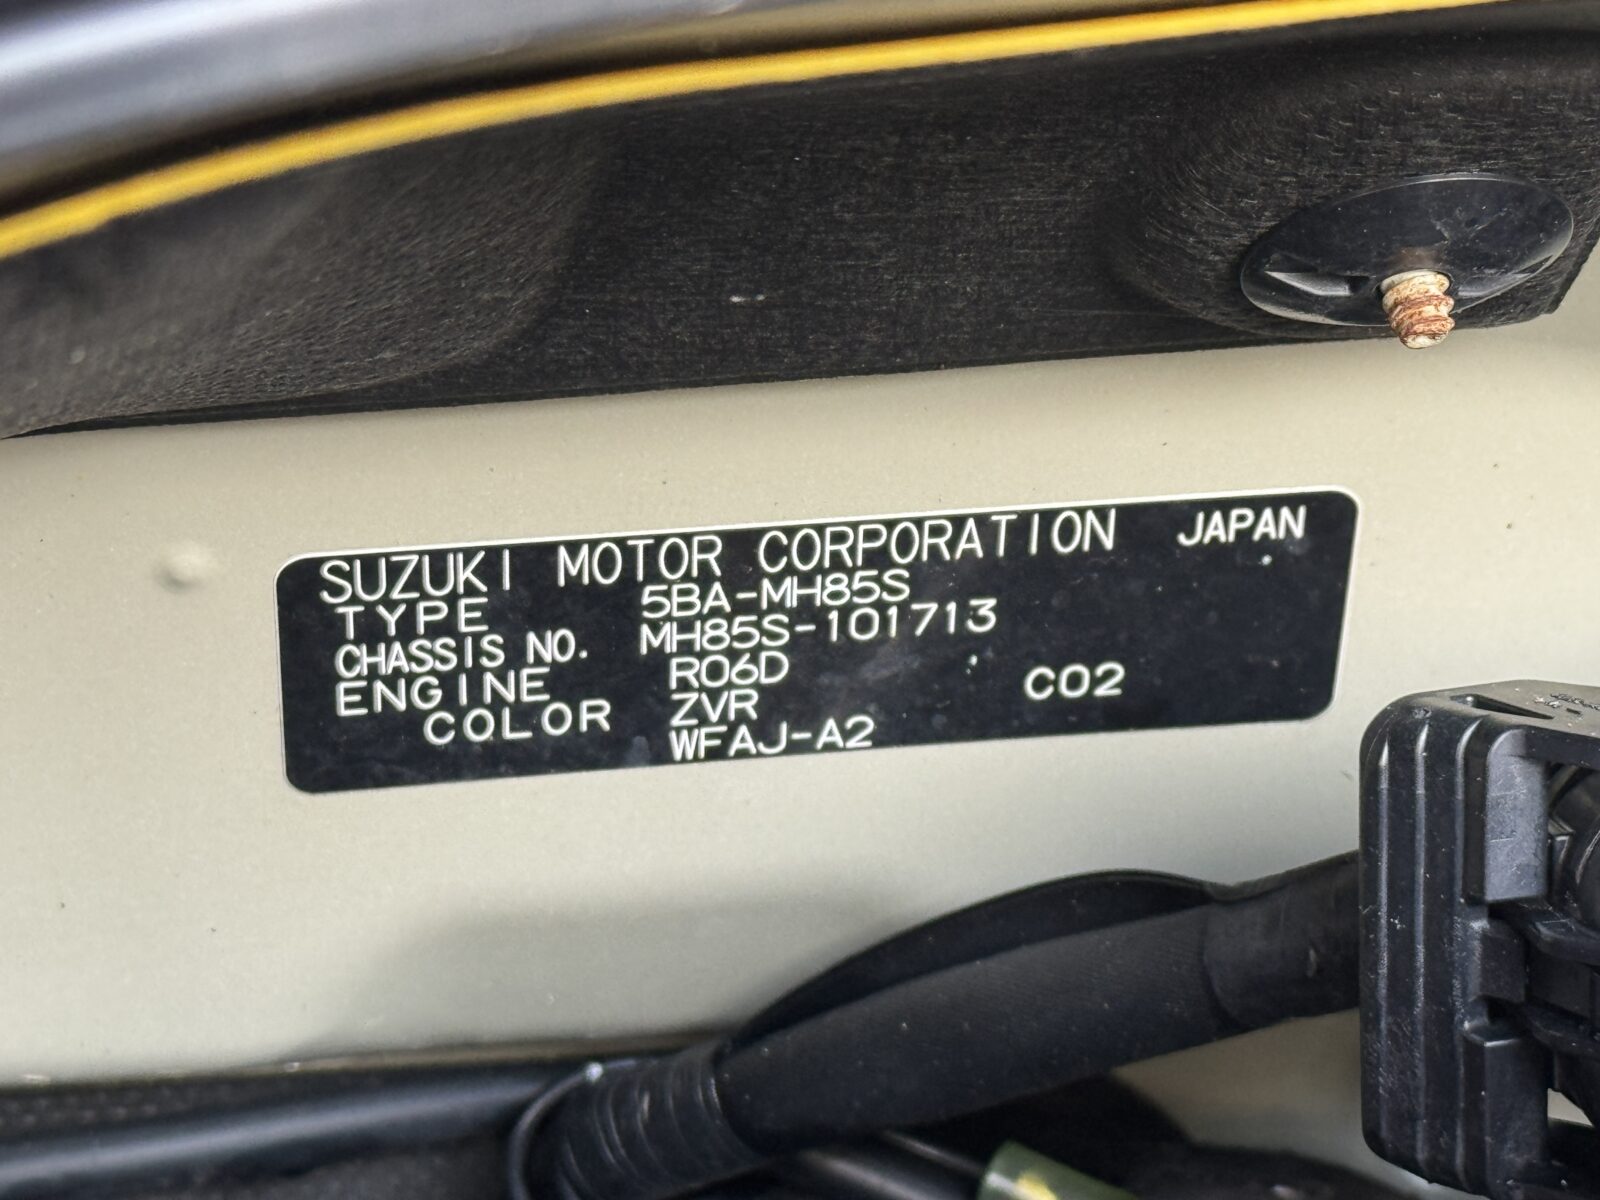 SUZUKI MOTOR CORPORATION JAPAN
TYPE 5BA-MH85S
CHASSIS NO. MH85S-101713
ENGINE R06D
COLOR ZVR C02
WFAJ-A2